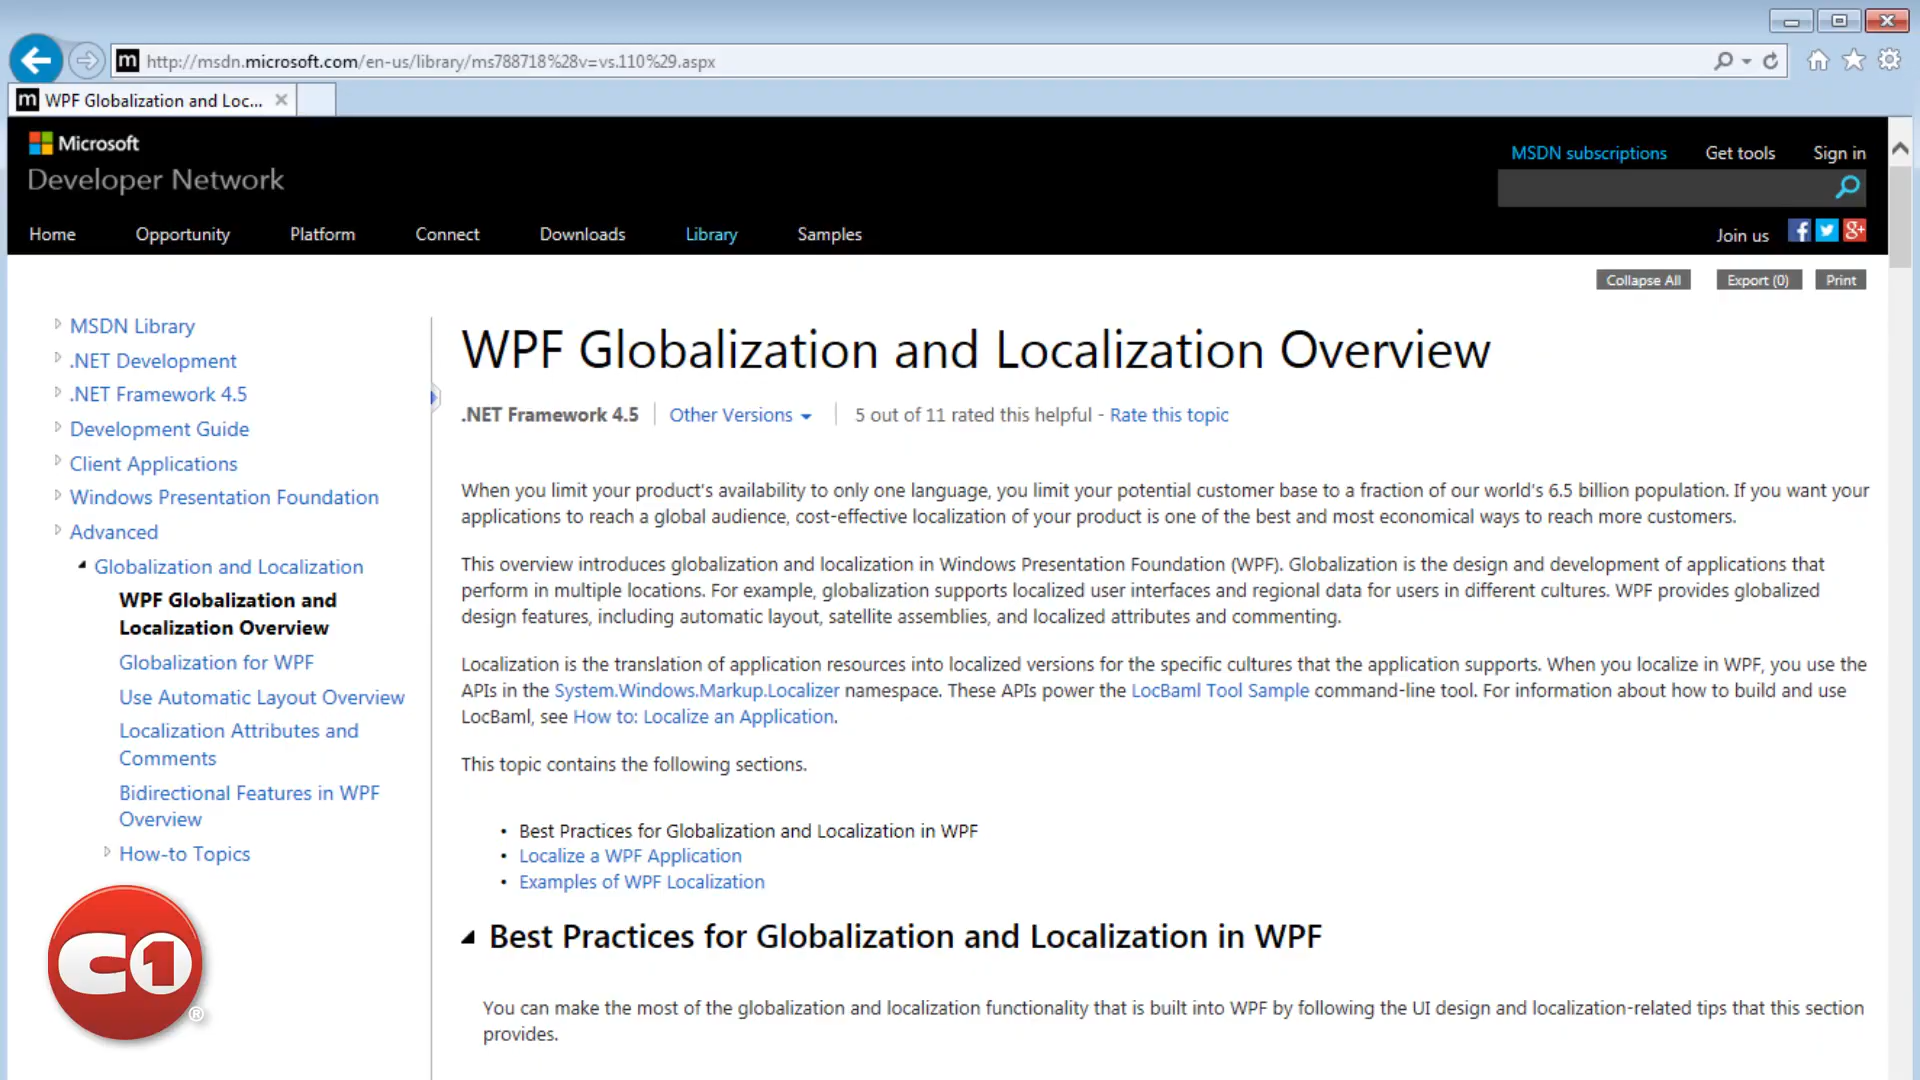 http://msdn.microsoft.com/en-us/library/ms788718%28v=vs.110%29.aspx
WPF Globalization and Loc...
Microsoft
Developer Network
MSDN subscriptions
Get tools
Sign in
Home
Opportunity
Platform
Connect
Downloads
Library
Samples
Join us
Collapse All
Export (0)
Print
MSDN Library
.NET Development
.NET Framework 4.5
Development Guide
Client Applications
Windows Presentation Foundation
Advanced
Globalization and Localization
WPF Globalization and
Localization Overview
Globalization for WPF
Use Automatic Layout Overview
Localization Attributes and
Comments
Bidirectional Features in WPF
Overview
How-to Topics
C1®
WPF Globalization and Localization Overview
.NET Framework 4.5
Other Versions
5 out of 11 rated this helpful - Rate this topic
When you limit your product's availability to only one language, you limit your potential customer base to a fraction of our world's 6.5 billion population. If you want your
applications to reach a global audience, cost-effective localization of your product is one of the best and most economical ways to reach more customers.
This overview introduces globalization and localization in Windows Presentation Foundation (WPF). Globalization is the design and development of applications that
perform in multiple locations. For example, globalization supports localized user interfaces and regional data for users in different cultures. WPF provides globalized
design features, including automatic layout, satellite assemblies, and localized attributes and commenting.
Localization is the translation of application resources into localized versions for the specific cultures that the application supports. When you localize in WPF, you use the
APIs in the System.Windows.Markup.Localizer namespace. These APIs power the LocBaml Tool Sample command-line tool. For information about how to build and use
LocBaml, see How to: Localize an Application.
This topic contains the following sections.
• Best Practices for Globalization and Localization in WPF
• Localize a WPF Application
• Examples of WPF Localization
Best Practices for Globalization and Localization in WPF
You can make the most of the globalization and localization functionality that is built into WPF by following the UI design and localization-related tips that this section
provides.